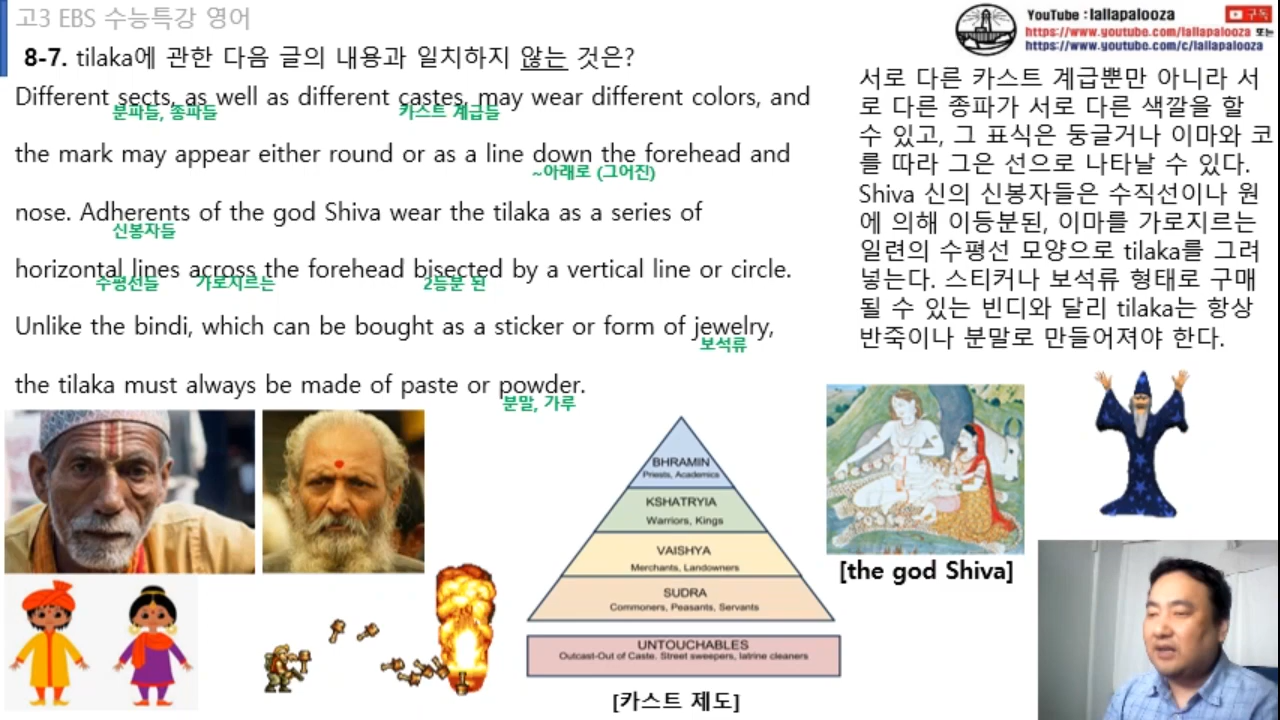 고3 EBS 수능특강 영어
YouTube : lallapalooza
구독
https://www.youtube.com/lallapalooza 또는
https://www.youtube.com/c/lallapalooza
8-7. tilaka에 관한 다음 글의 내용과 일치하지 않는 것은?
Different sects, as well as different castes, may wear different colors, and
분파들, 종파들
카스트 계급들
the mark may appear either round or as a line down the forehead and
~아래로 (그어진)
nose. Adherents of the god Shiva wear the tilaka as a series of
신봉자들
horizontal lines across the forehead bisected by a vertical line or circle.
수평선들
가로지르는
2등분 된
Unlike the bindi, which can be bought as a sticker or form of jewelry,
보석류
the tilaka must always be made of paste or powder.
분말, 가루
서로 다른 카스트 계급뿐만 아니라 서
로 다른 종파가 서로 다른 색깔을 할
수 있고, 그 표식은 둥글거나 이마와 코
를 따라 그은 선으로 나타날 수 있다.
Shiva 신의 신봉자들은 수직선이나 원
에 의해 이등분된, 이마를 가로지르는
일련의 수평선 모양으로 tilaka를 그려
넣는다. 스티커나 보석류 형태로 구매
될 수 있는 빈디와 달리 tilaka는 항상
반죽이나 분말로 만들어져야 한다.
BHRAMIN
Priests, Academics
KSHATRYIA
Warriors, Kings
VAISHYA
Merchants, Landowners
SUDRA
Commoners, Peasants, Servants
UNTOUCHABLES
Outcast-Out of Caste. Street sweepers, latrine cleaners
[카스트 제도]
[the god Shiva]